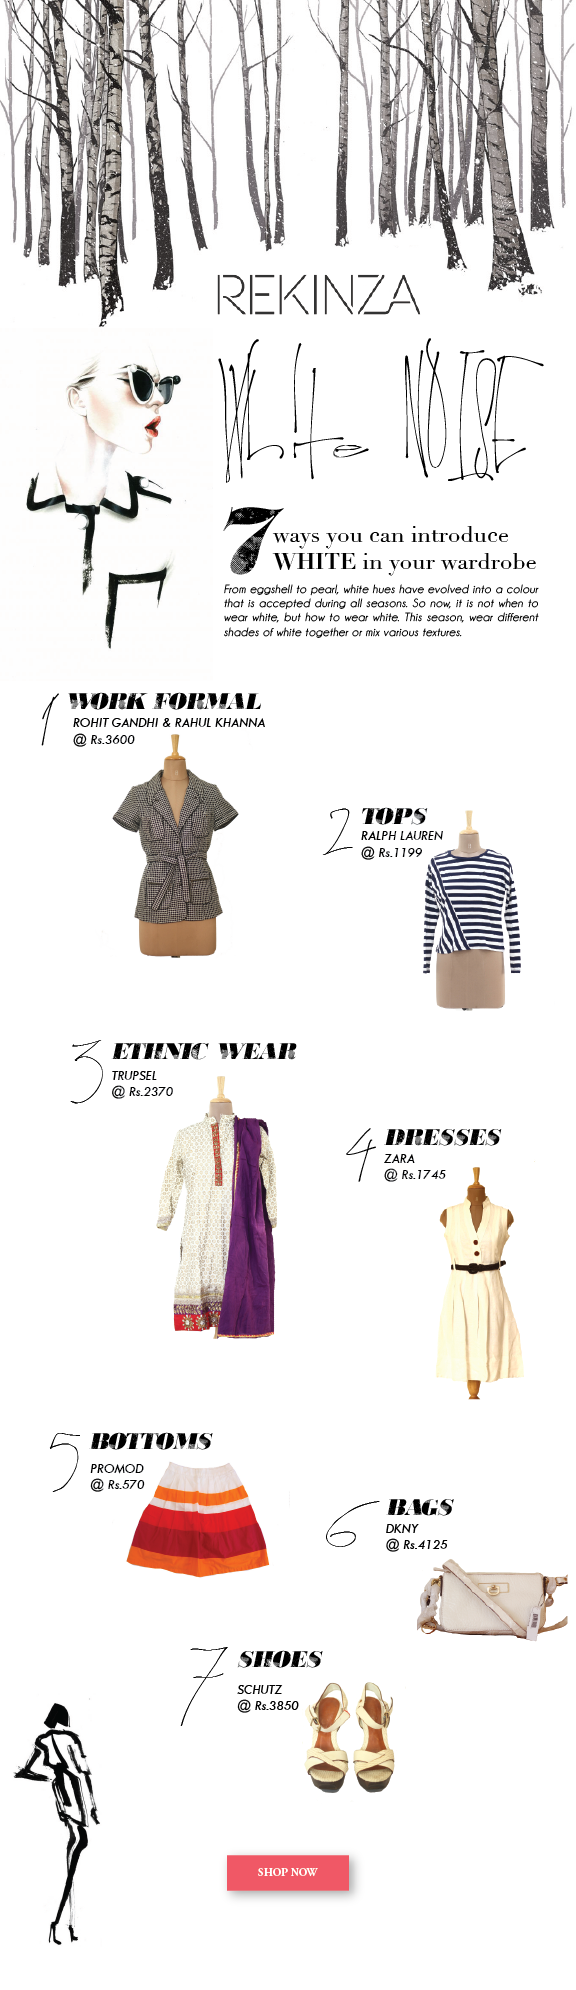 REKINZA
White NOISE
7 ways you can introduce
WHITE in your wardrobe
From eggshell to pearl, white hues have evolved into a colour
that is accepted during all seasons. So now, it is not when to
wear white, but how to wear white. This season, wear different
shades of white together or mix various textures.
1 WORK FORMAL
ROHIT GANDHI & RAHUL KHANNA
@ Rs.3600
2 TOPS
RALPH LAUREN
@ Rs.1199
3 ETHNIC WEAR
TRUPSEL
@ Rs.2370
4 DRESSES
ZARA
@ Rs.1745
5 BOTTOMS
PROMOD
@ Rs.570
6 BAGS
DKNY
@ Rs.4125
7 SHOES
SCHUTZ
@ Rs.3850
SHOP NOW